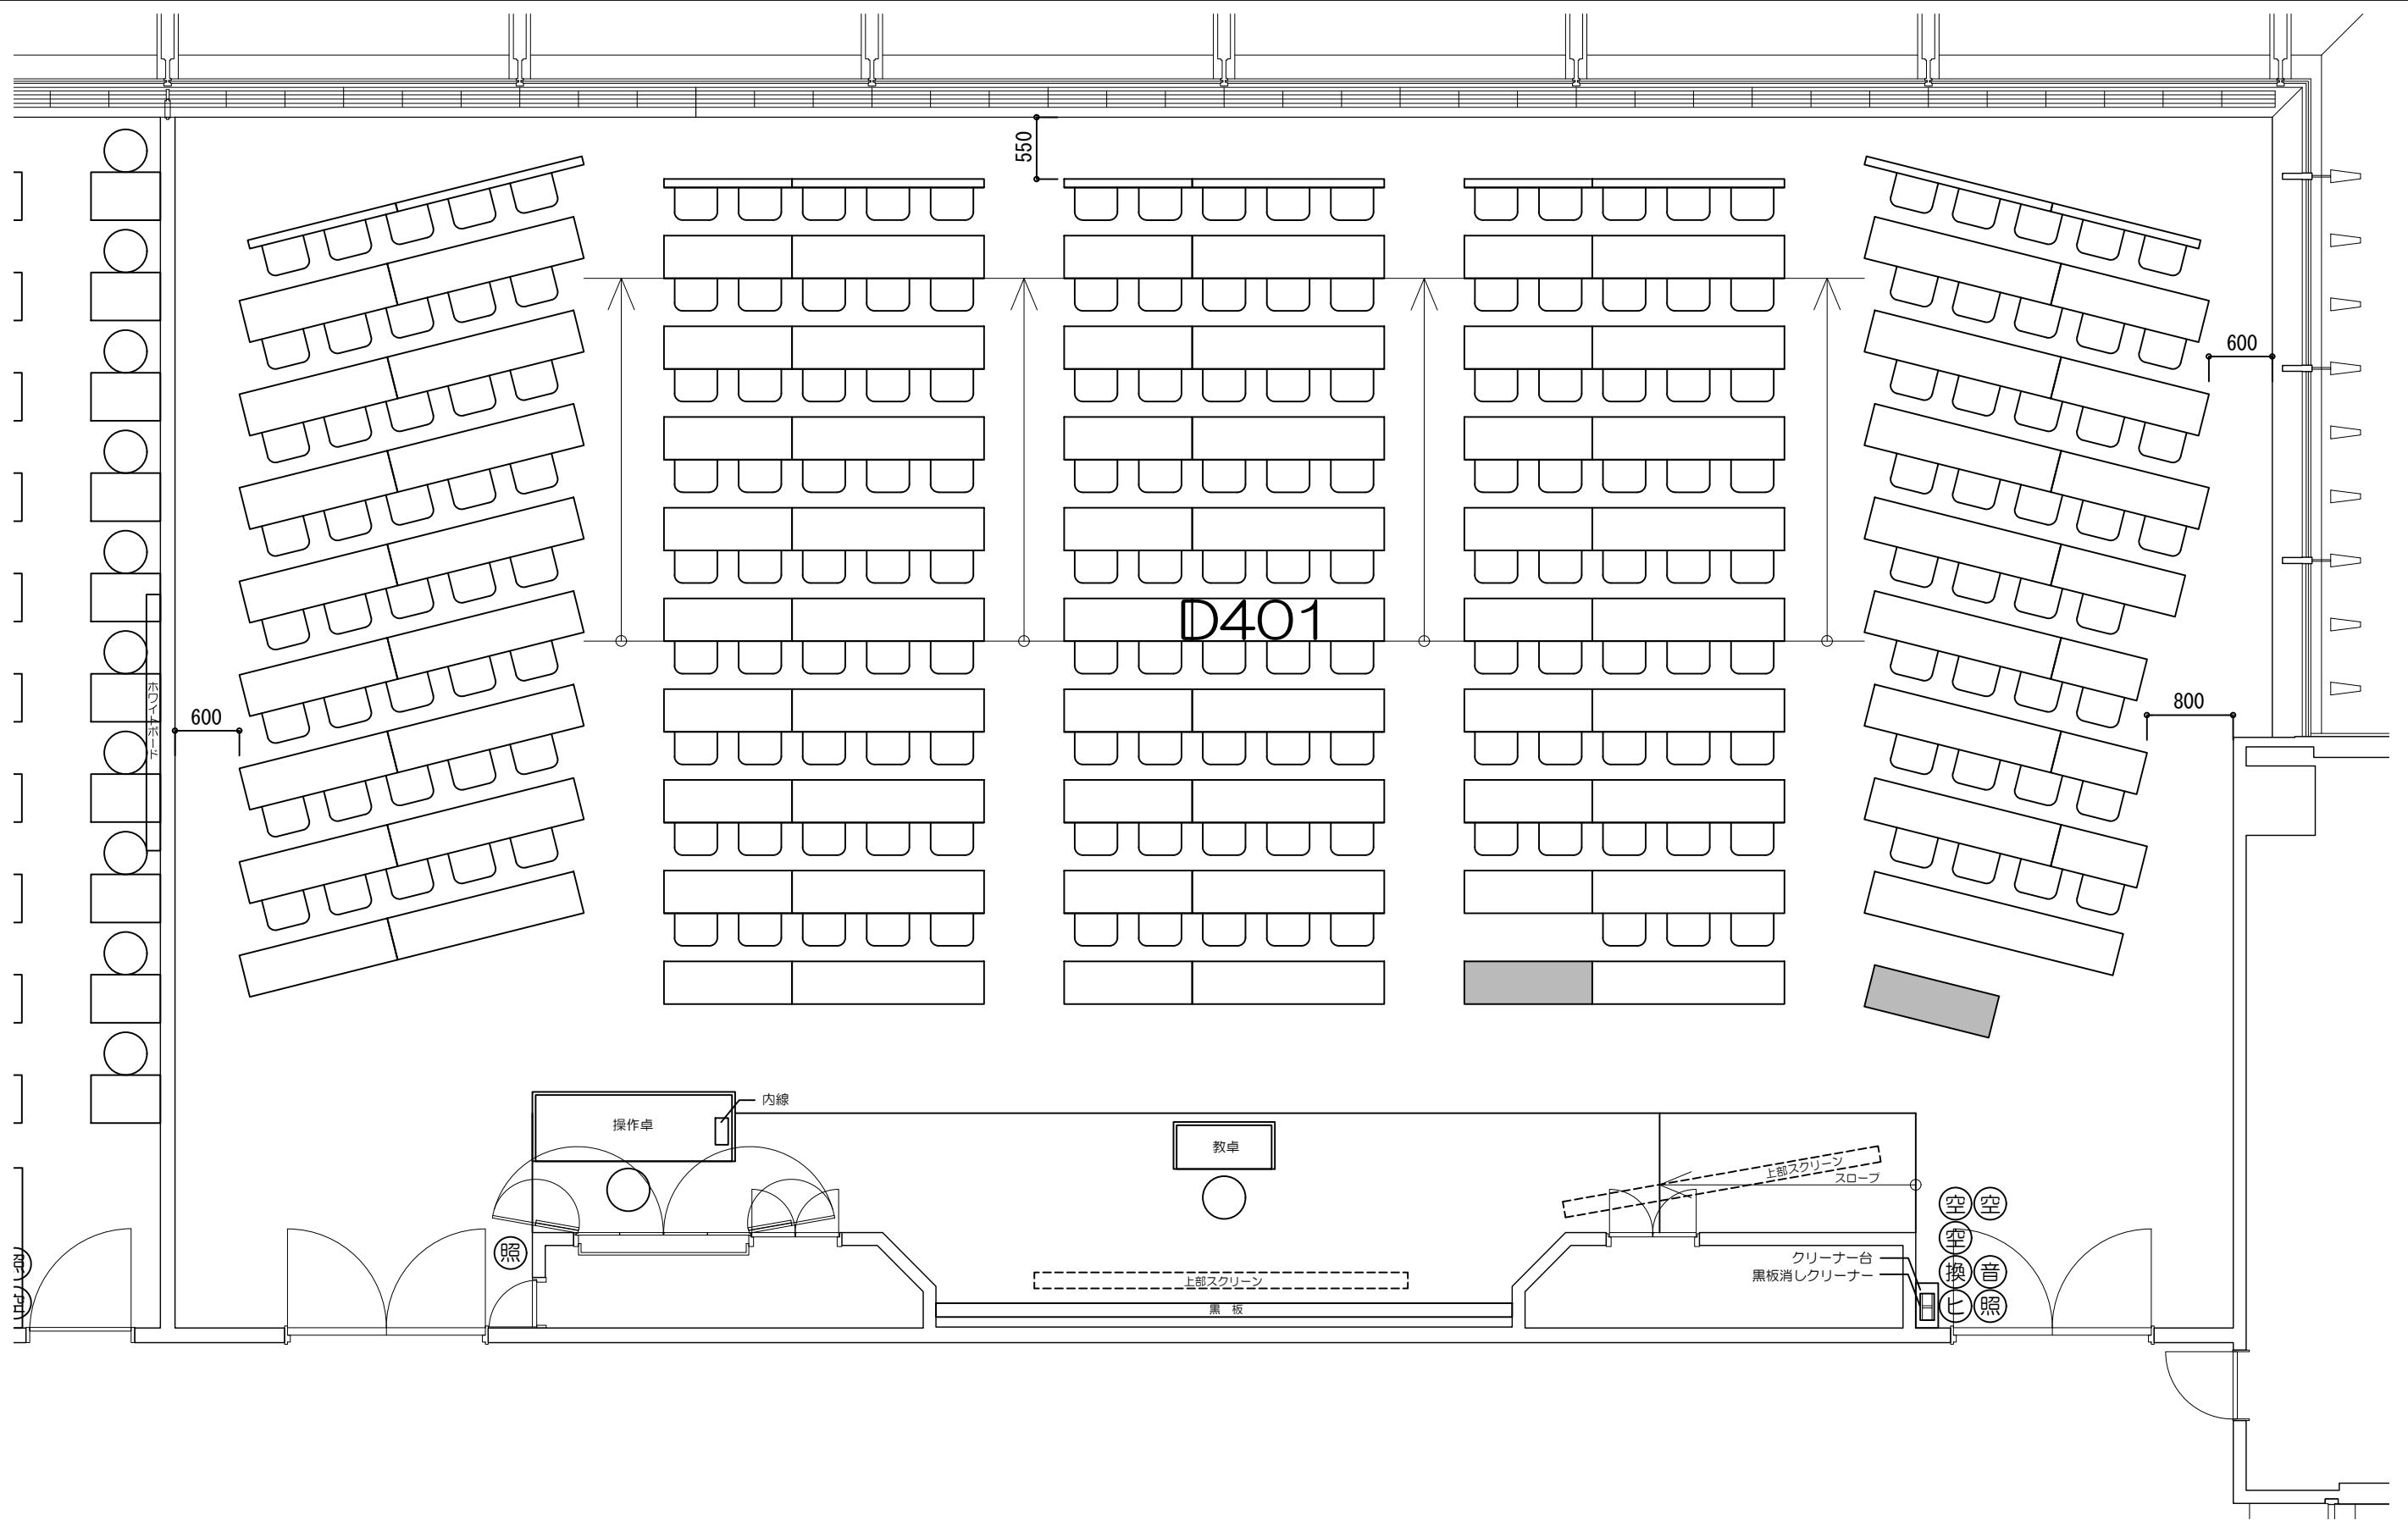 550
600
D401
ホワイトボード
600
800
内線
操作卓
教卓
上部スクリーン
スロープ
空 空
空
照
クリーナー台
換 音
黒板消しクリーナー
上部スクリーン
ヒ 照
黒 板